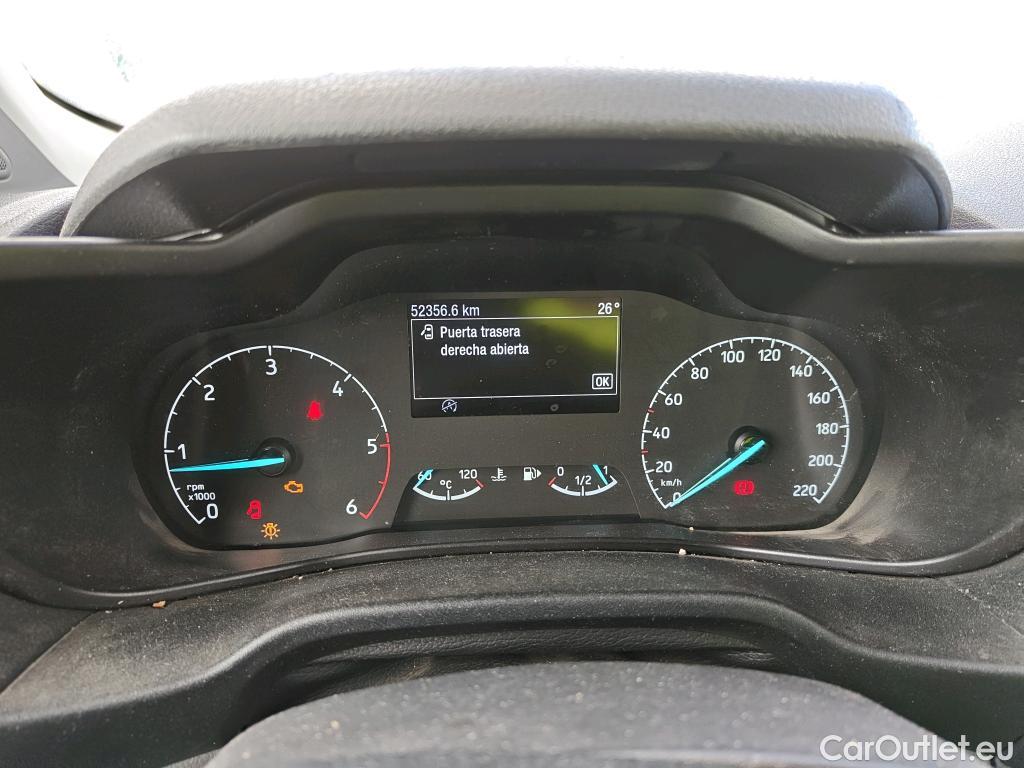 52356.6 km 26°
Puerta trasera
derecha abierta
OK
0 1 2 3 4 5 6
rpm
x1000
60 120
°C
0 1/2 1
0 20 40 60 80 100 120 140 160 180 200 220
km/h
CarOutlet.eu